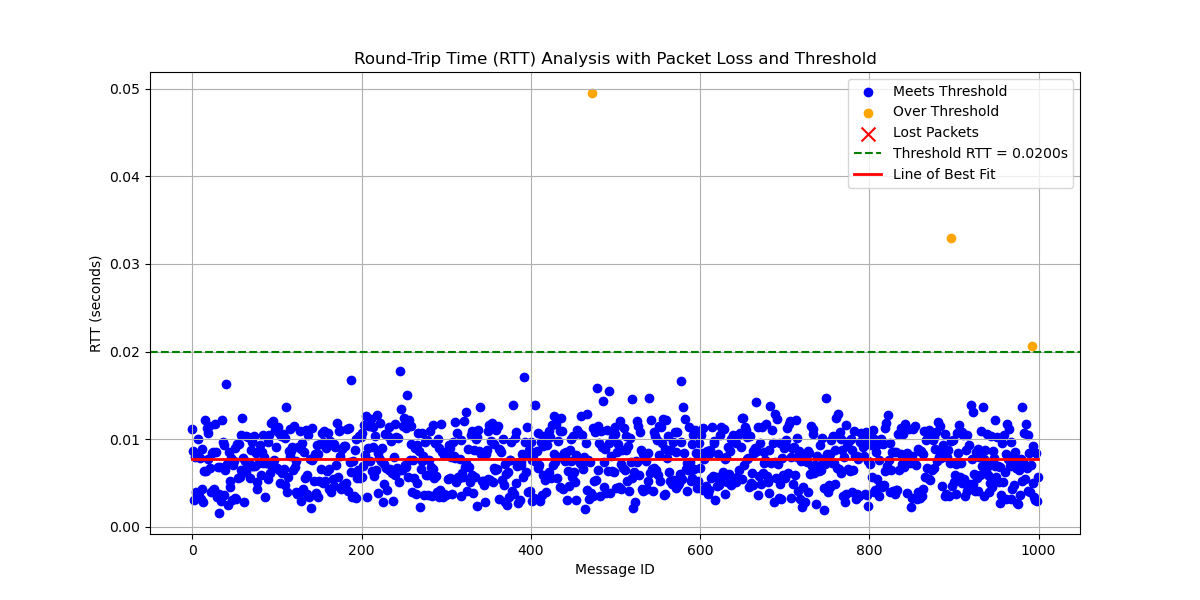 Round-Trip Time (RTT) Analysis with Packet Loss and Threshold
Meets Threshold
Over Threshold
Lost Packets
Threshold RTT = 0.0200s
Line of Best Fit
RTT (seconds)
0.05
0.04
0.03
0.02
0.01
0.00
0 200 400 600 800 1000
Message ID